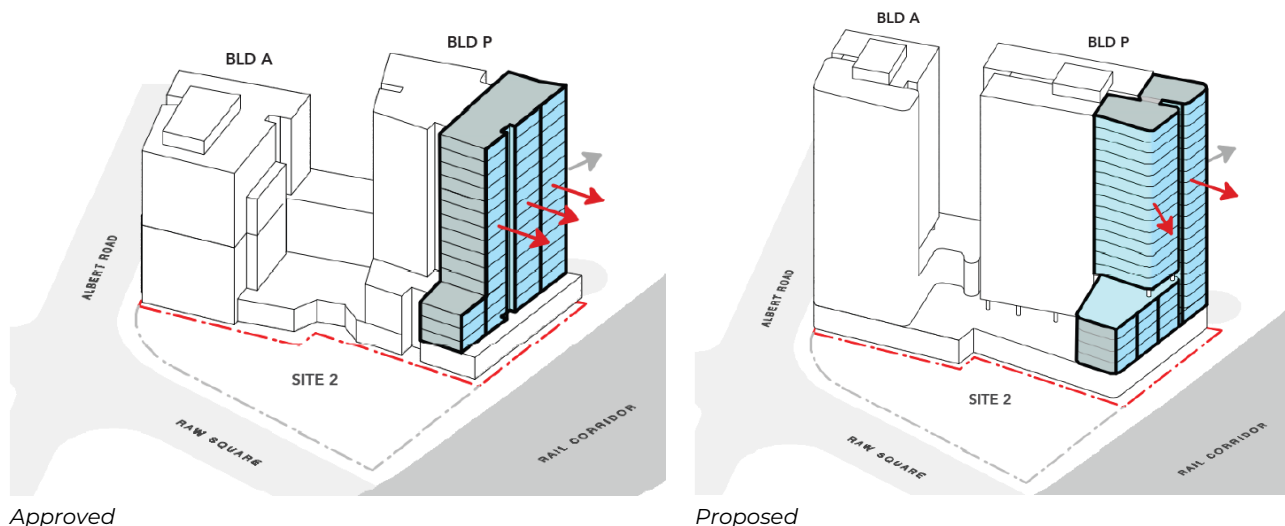 BLD A
BLD P
ALBERT ROAD
SITE 2
RAW SQUARE
RAIL CORRIDOR
Approved
BLD A
BLD P
ALBERT ROAD
SITE 2
RAW SQUARE
RAIL CORRIDOR
Proposed